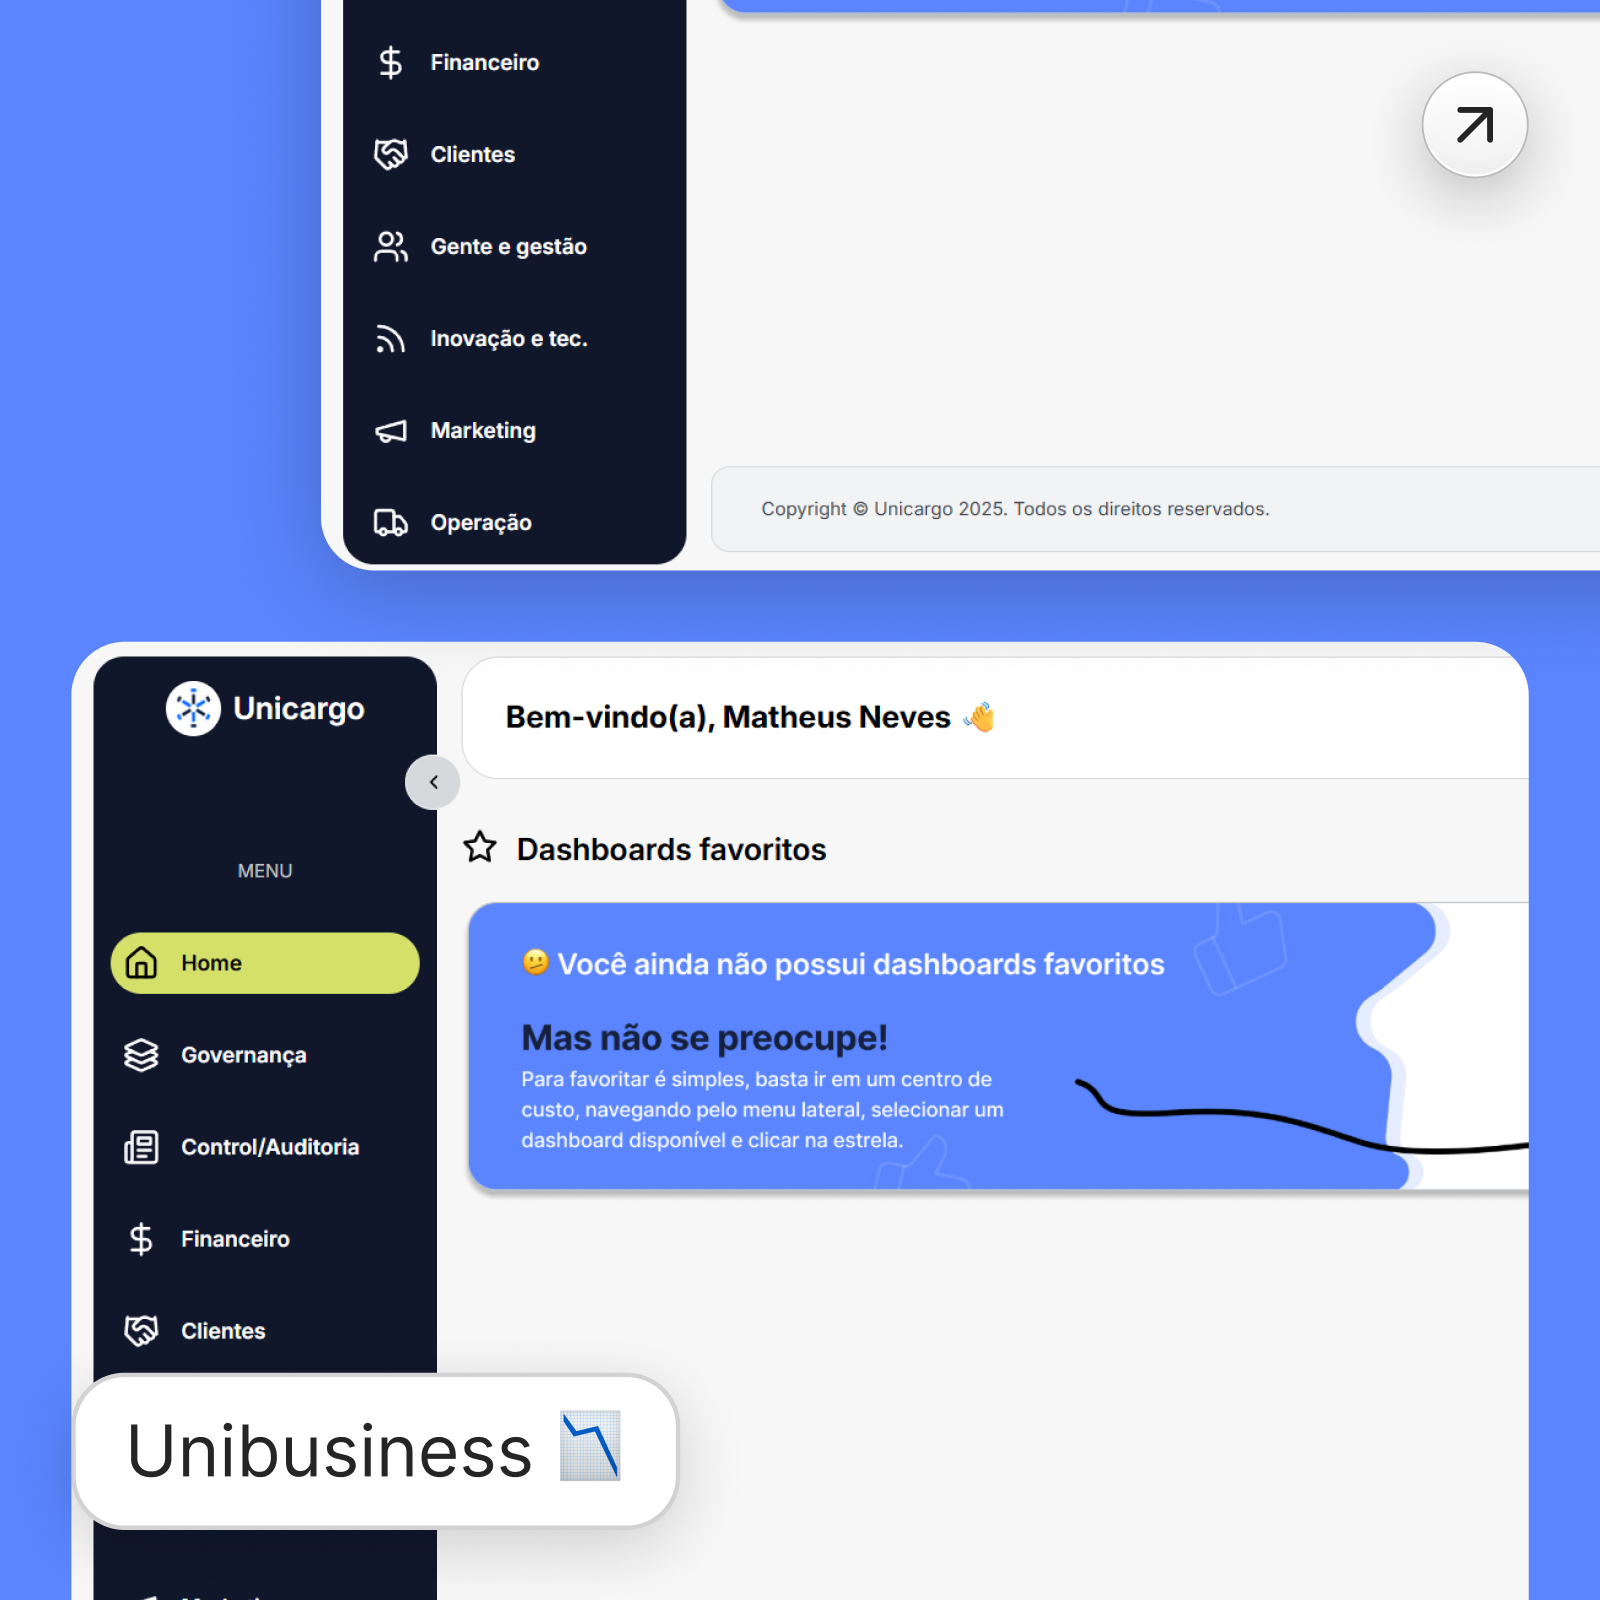 Financeiro
Clientes
Gente e gestão
Inovação e tec.
Marketing
Operação
Copyright © Unicargo 2025. Todos os direitos reservados.
Unicargo
MENU
Home
Governança
Control/Auditoria
Financeiro
Clientes
Bem-vindo(a), Matheus Neves 👋
Dashboards favoritos
🫤 Você ainda não possui dashboards favoritos
Mas não se preocupe!
Para favoritar é simples, basta ir em um centro de
custo, navegando pelo menu lateral, selecionar um
dashboard disponível e clicar na estrela.
Unibusiness 📉